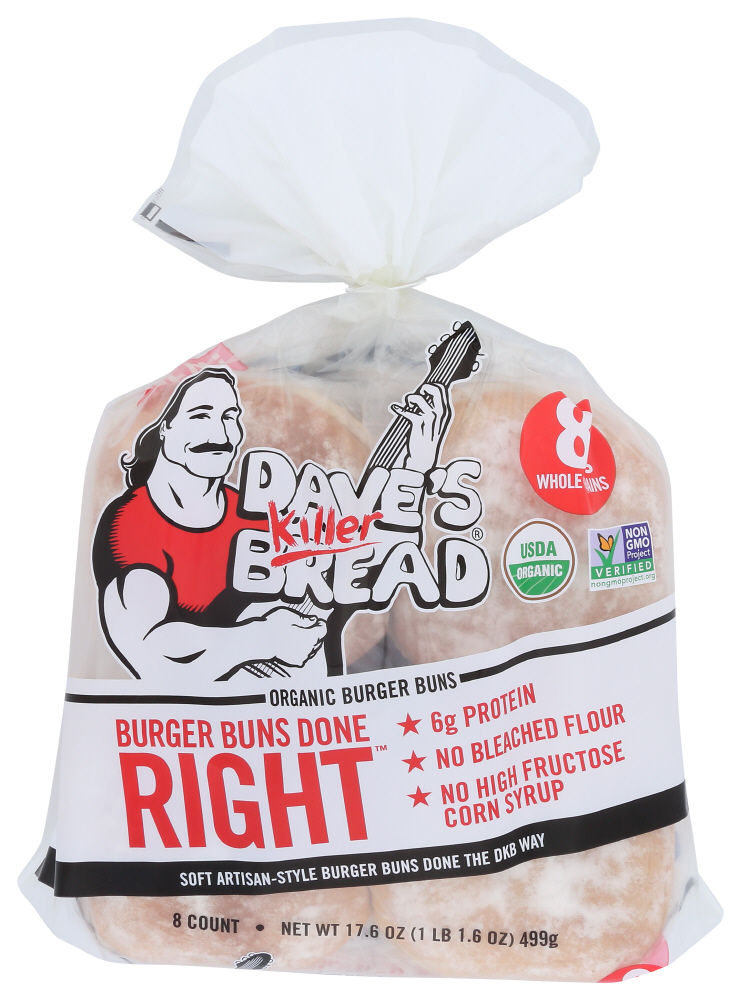 DAVE'S
Killer
BREAD®
8
WHOLE
USDA
ORGANIC
NON
GMO
Project
VERIFIED
nongmoproject.org
ORGANIC BURGER BUNS
BURGER BUNS DONE
RIGHT™
★ 6g PROTEIN
★ NO BLEACHED FLOUR
★ NO HIGH FRUCTOSE
CORN SYRUP
SOFT ARTISAN-STYLE BURGER BUNS DONE THE DKB WAY
8 COUNT • NET WT 17.6 OZ (1 LB 1.6 OZ) 499g